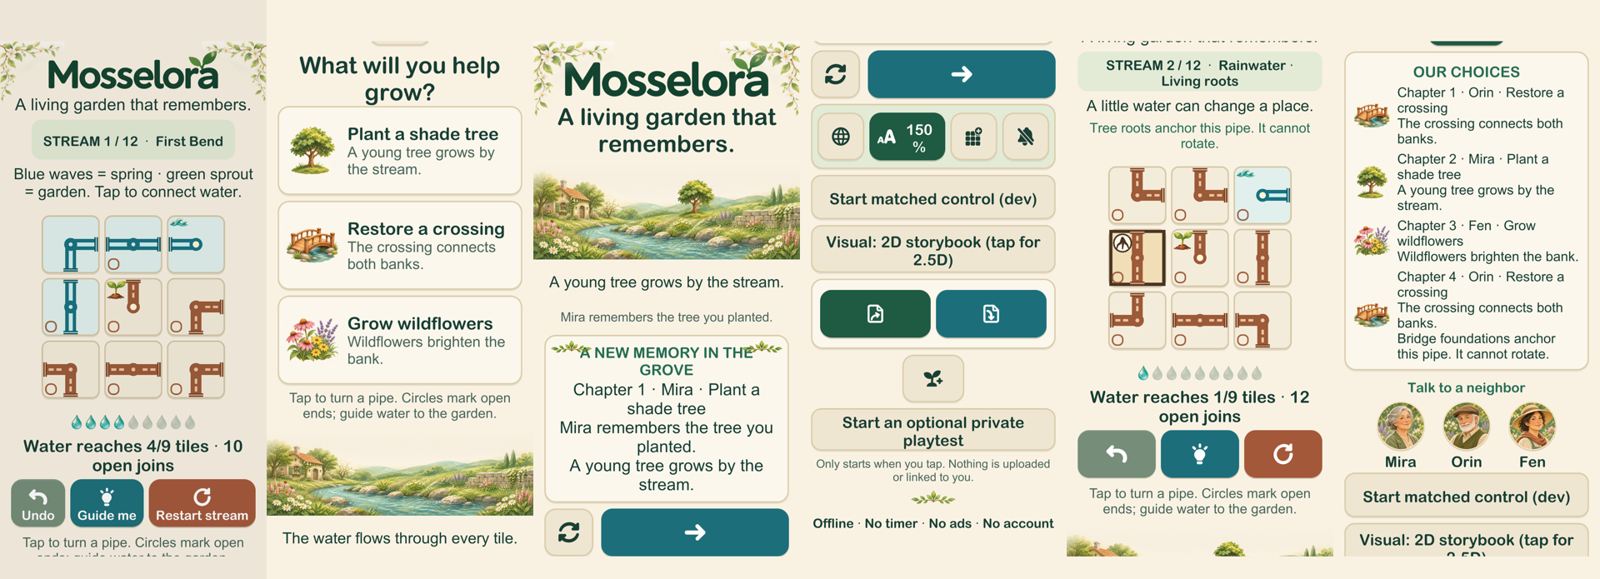 Mosselora
A living garden that remembers.
STREAM 1 / 12 · First Bend
Blue waves = spring · green sprout
= garden. Tap to connect water.
Water reaches 4/9 tiles · 10
open joins
Undo
Guide me
Restart stream
Tap to turn a pipe. Circles mark open
ends; guide water to the garden.
What will you help
grow?
Plant a shade tree
A young tree grows by
the stream.
Restore a crossing
The crossing connects
both banks.
Grow wildflowers
Wildflowers brighten the
bank.
Tap to turn a pipe. Circles mark open
ends; guide water to the garden.
The water flows through every tile.
Mosselora
A living garden that
remembers.
A young tree grows by the stream.
Mira remembers the tree you planted.
A NEW MEMORY IN THE
GROVE
Chapter 1 · Mira · Plant a
shade tree
Mira remembers the tree you
planted.
A young tree grows by the
stream.
AA 150
%
Start matched control (dev)
Visual: 2D storybook (tap for
2.5D)
Start an optional private
playtest
Only starts when you tap. Nothing is uploaded
or linked to you.
Offline · No timer · No ads · No account
A living garden that remembers.
STREAM 2 / 12 · Rainwater ·
Living roots
A little water can change a place.
Tree roots anchor this pipe. It cannot
rotate.
Water reaches 1/9 tiles · 12
open joins
Tap to turn a pipe. Circles mark open
ends; guide water to the garden.
OUR CHOICES
Chapter 1 · Orin · Restore a
crossing
The crossing connects both
banks.
Chapter 2 · Mira · Plant a
shade tree
A young tree grows by the
stream.
Chapter 3 · Fen · Grow
wildflowers
Wildflowers brighten the bank.
Chapter 4 · Orin · Restore a
crossing
The crossing connects both
banks.
Bridge foundations anchor
this pipe. It cannot rotate.
Talk to a neighbor
Mira
Orin
Fen
Start matched control (dev)
Visual: 2D storybook (tap for
2.5D)